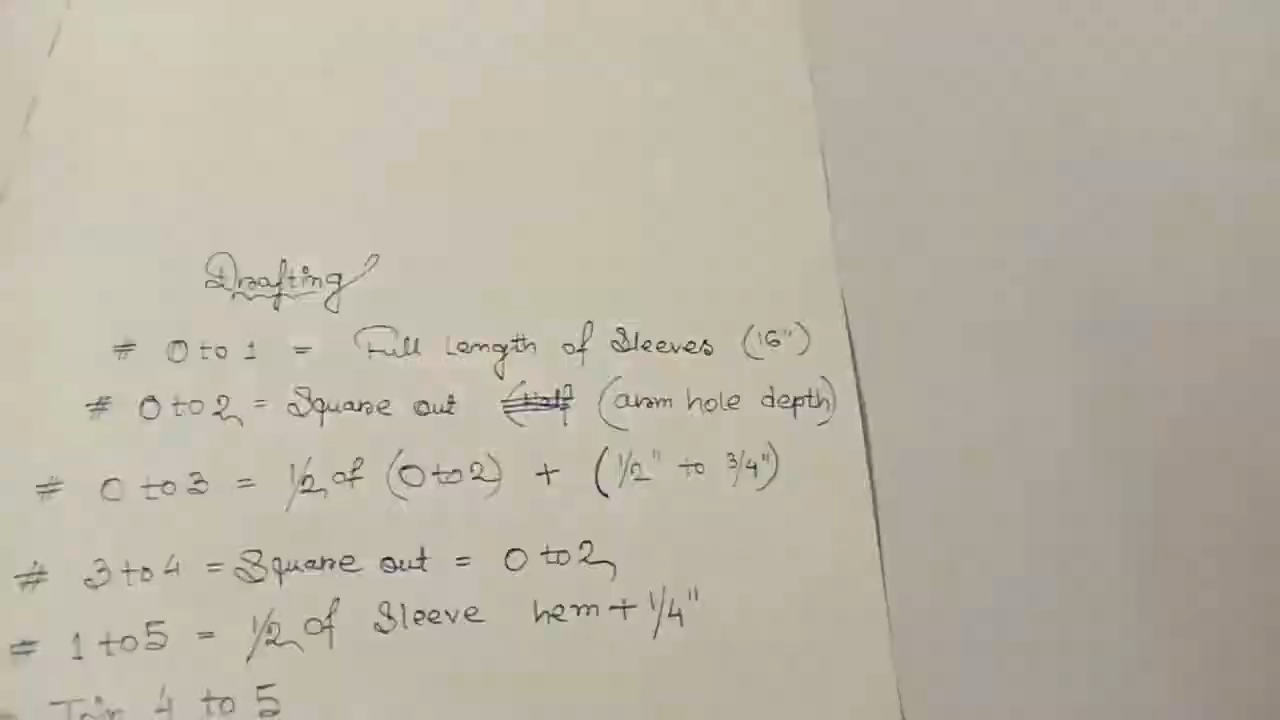 Drafting
# 0 to 1 = Full Length of Sleeves (16")
# 0 to 2 = Square out (arm hole depth)
# 0 to 3 = 1/2 of (0 to 2) + (1/2" to 3/4")
# 3 to 4 = Square out = 0 to 2
= 1 to 5 = 1/2 of Sleeve hem + 1/4"
Join 4 to 5